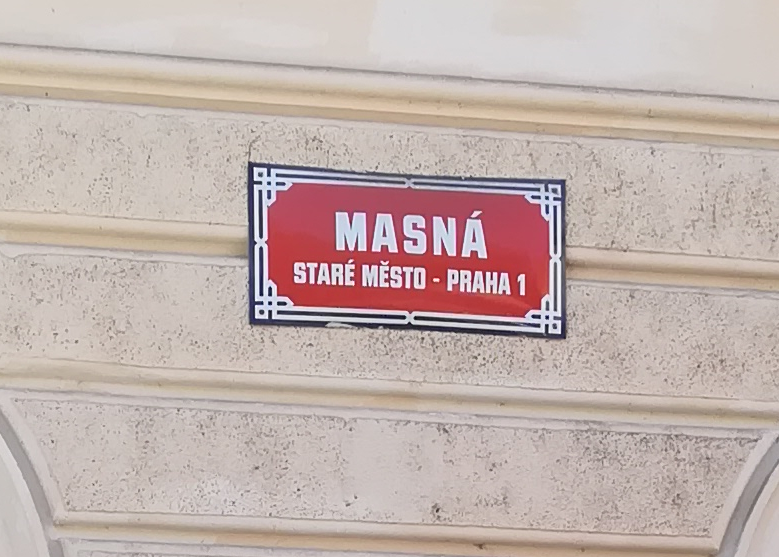 MASNÁ
STARÉ MĚSTO - PRAHA 1